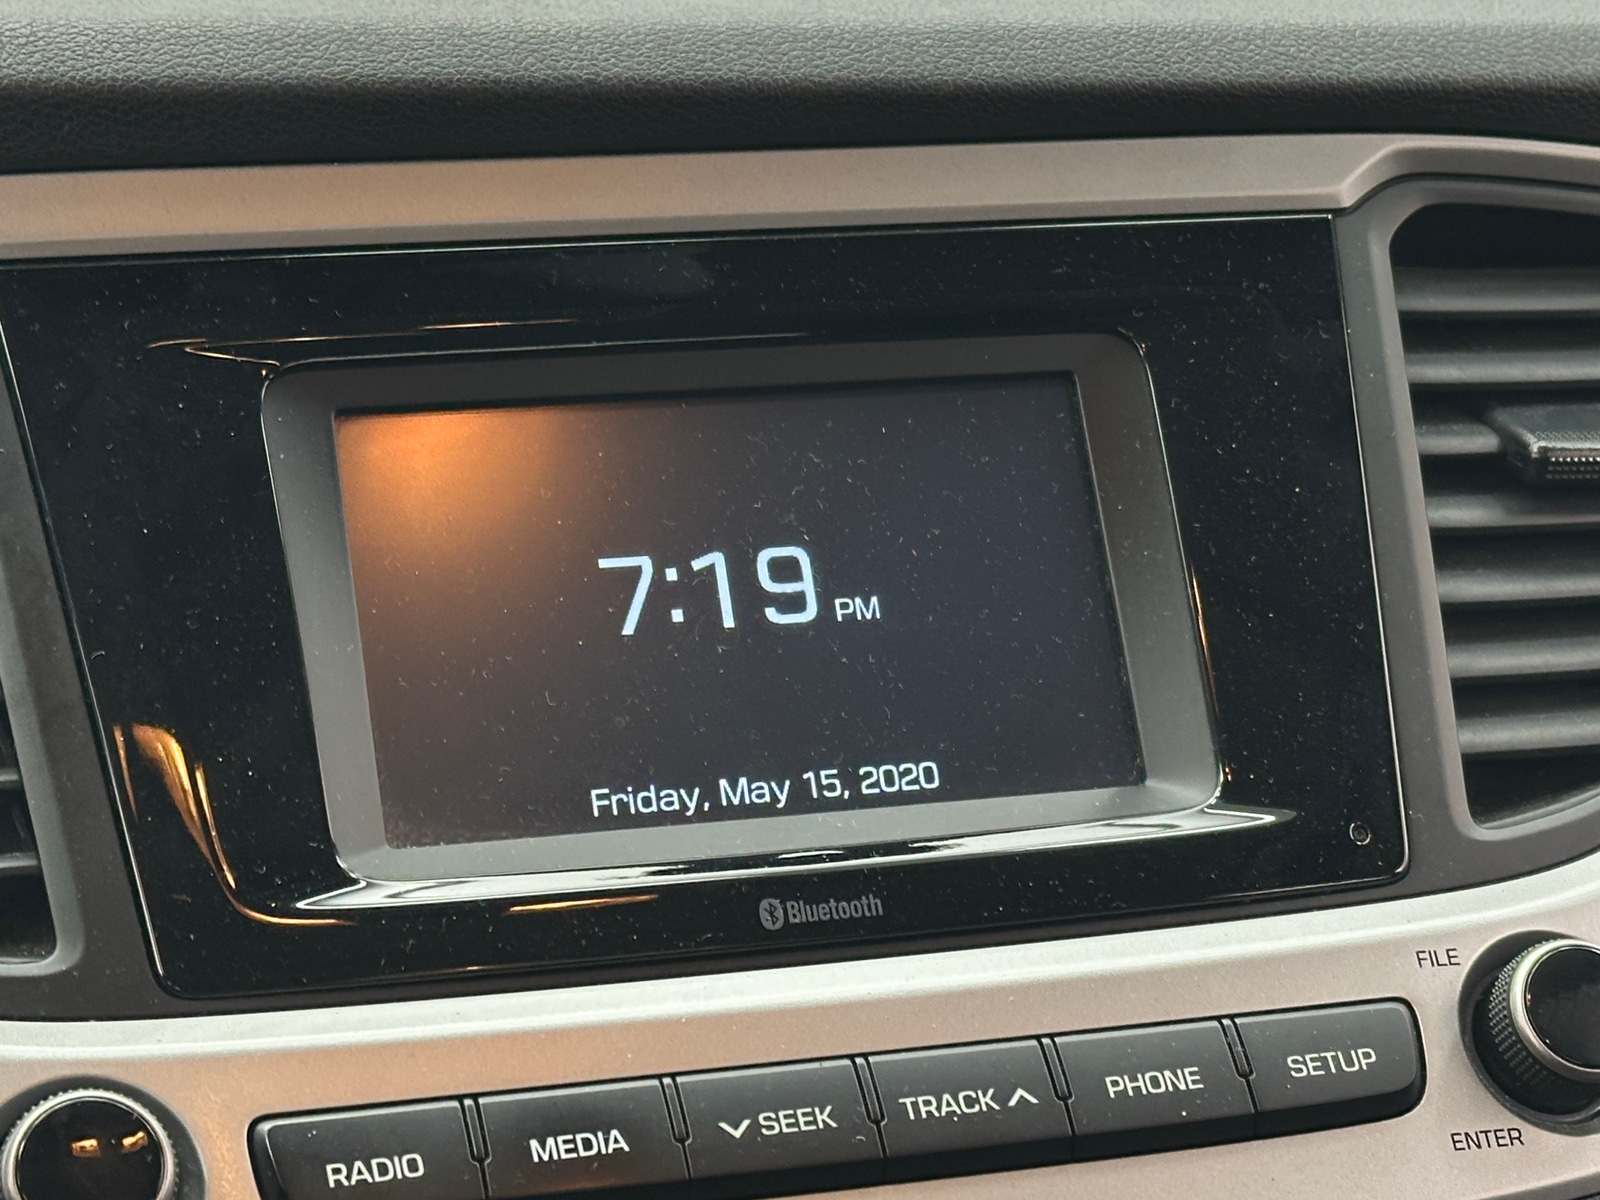 7:19 PM
Friday, May 15, 2020
Bluetooth
FILE
RADIO
MEDIA
SEEK
TRACK
PHONE
SETUP
ENTER